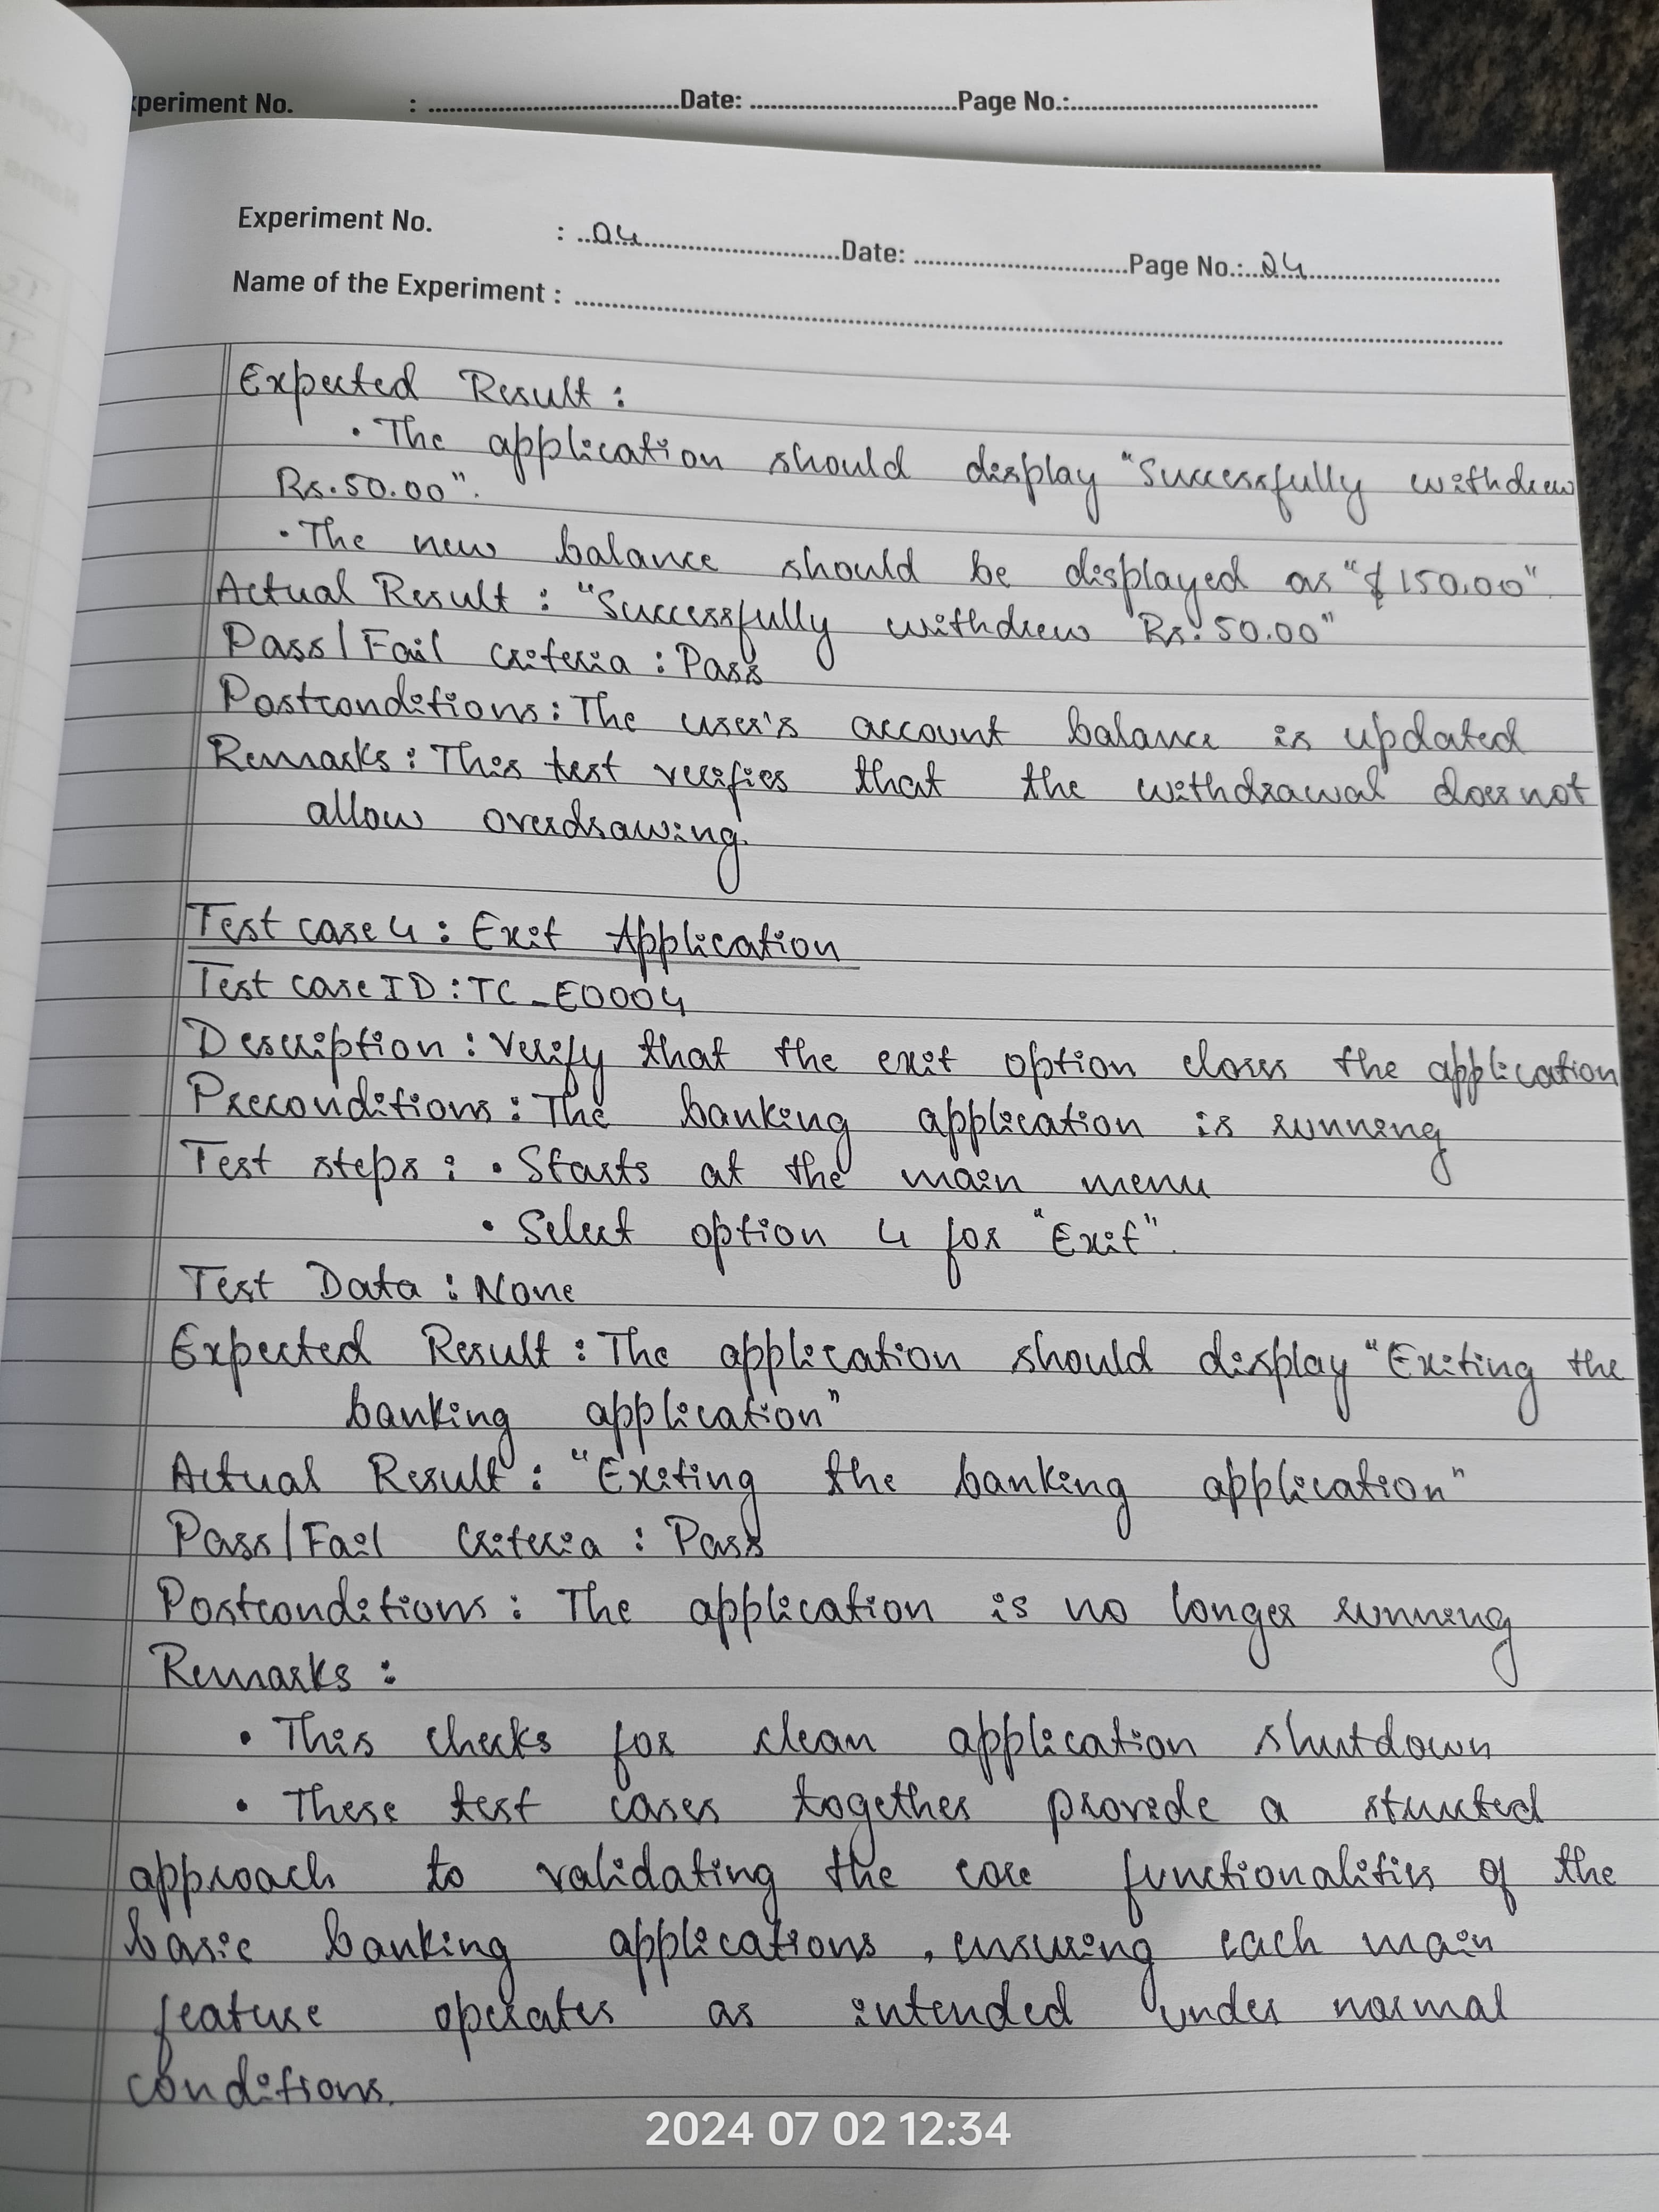 xperiment No. : Date: Page No.:
Experiment No. : 04 Date: Page No.: 24
Name of the Experiment :
Expected Result :
• The application should display "Successfully withdrew
Rs.50.00".
• The new balance should be displayed as "$150.00".
Actual Result : "Successfully withdrew Rs.50.00"
Pass/Fail criteria : Pass
Postconditions : The user's account balance is updated
Remarks : This test verifies that the withdrawal does not
allow overdrawing.
Test case 4 : Exit Application
Test case ID : TC_E0004
Description : Verify that the exit option closes the application
Preconditions : The banking application is running
Test steps : • Starts at the main menu
• Select option 4 for "Exit".
Test Data : None
Expected Result : The application should display "Exiting the
banking application"
Actual Result : "Exiting the banking application"
Pass/Fail criteria : Pass
Postconditions : The application is no longer running
Remarks :
• This checks for clean application shutdown
• These test cases together provide a
approach to validating the core functionalities of the
basic banking applications, ensuring each main
feature operates as intended under normal
conditions.
2024 07 02 12:34